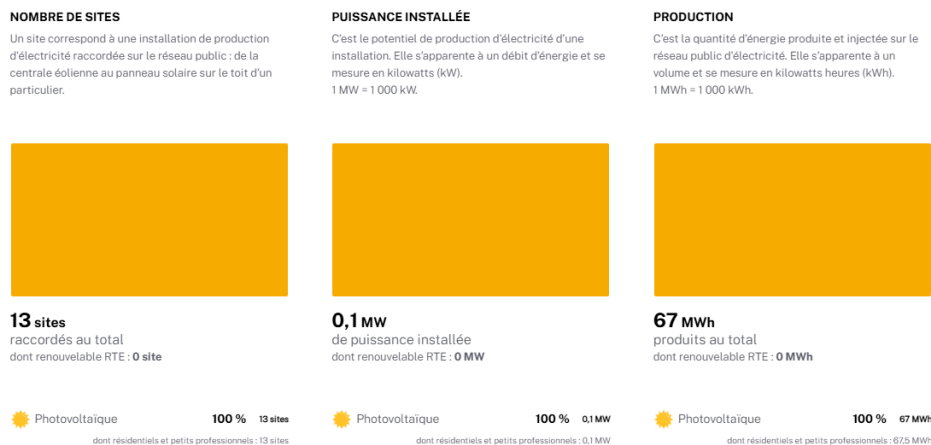 NOMBRE DE SITES
Un site correspond à une installation de production
d'électricité raccordée sur le réseau public : de la
centrale éolienne au panneau solaire sur le toit d'un
particulier.
PUISSANCE INSTALLÉE
C'est le potentiel de production d'électricité d'une
installation. Elle s'apparente à un débit d'énergie et se
mesure en kilowatts (kW).
1 MW = 1 000 kW.
PRODUCTION
C'est la quantité d'énergie produite et injectée sur le
réseau public d'électricité. Elle s'apparente à un
volume et se mesure en kilowatts heures (kWh).
1 MWh = 1 000 kWh.
13 sites
raccordés au total
dont renouvelable RTE : 0 site
0,1 MW
de puissance installée
dont renouvelable RTE : 0 MW
67 MWh
produits au total
dont renouvelable RTE : 0 MWh
Photovoltaïque 100 % 13 sites
dont résidentiels et petits professionnels : 13 sites
Photovoltaïque 100 % 0,1 MW
dont résidentiels et petits professionnels : 0,1 MW
Photovoltaïque 100 % 67 MWh
dont résidentiels et petits professionnels : 67,5 MWh